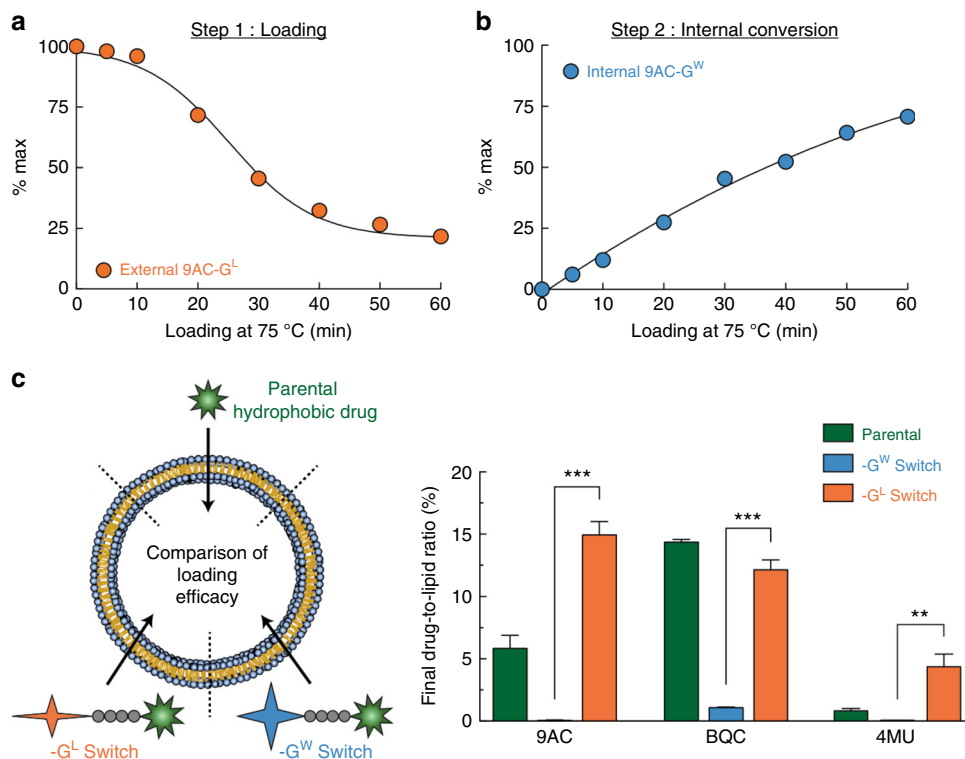 a
Step 1 : Loading
100
75
50
25
0
% max
External 9AC-G^L
0 10 20 30 40 50 60
Loading at 75 °C (min)
b
Step 2 : Internal conversion
100
75
50
25
0
% max
Internal 9AC-G^W
0 10 20 30 40 50 60
Loading at 75 °C (min)
c
Parental
hydrophobic drug
Comparison of
loading
efficacy
-G^L Switch
-G^W Switch
Parental
-G^W Switch
-G^L Switch
Final drug-to-lipid ratio (%)
20
15
10
5
0
***
***
**
9AC BQC 4MU